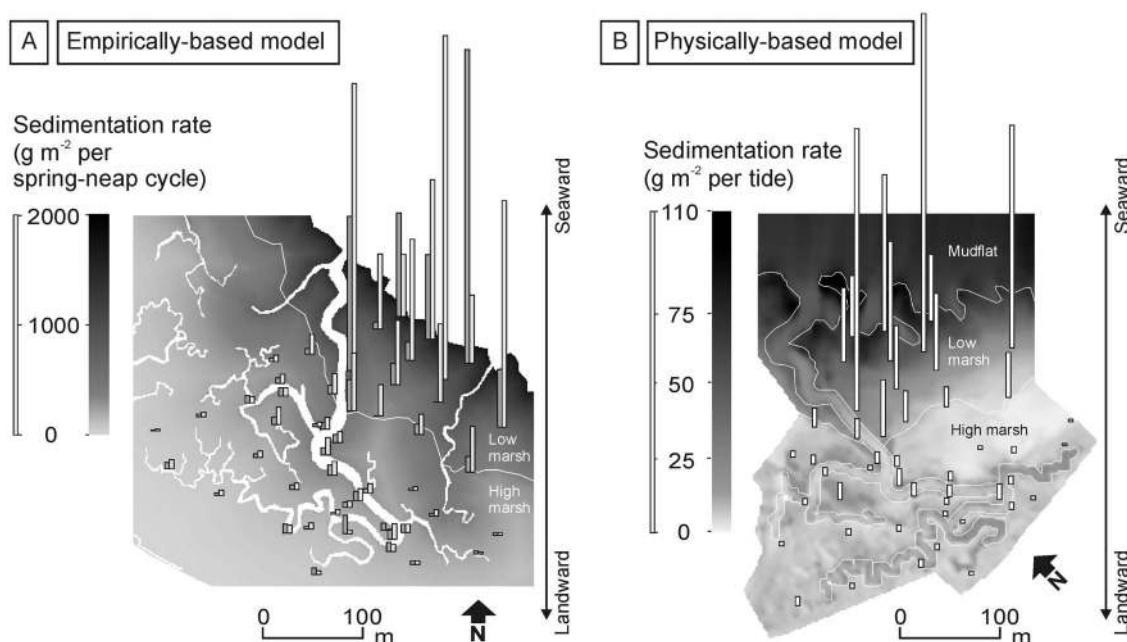 A
Empirically-based model
Sedimentation rate
(g m⁻² per
spring-neap cycle)
2000
1000
0
Low
marsh
High
marsh
Seaward
Landward
0
100
m
N
B
Physically-based model
Sedimentation rate
(g m⁻² per tide)
110
75
50
25
0
Mudflat
Low
marsh
High marsh
Seaward
Landward
0
100
m
N